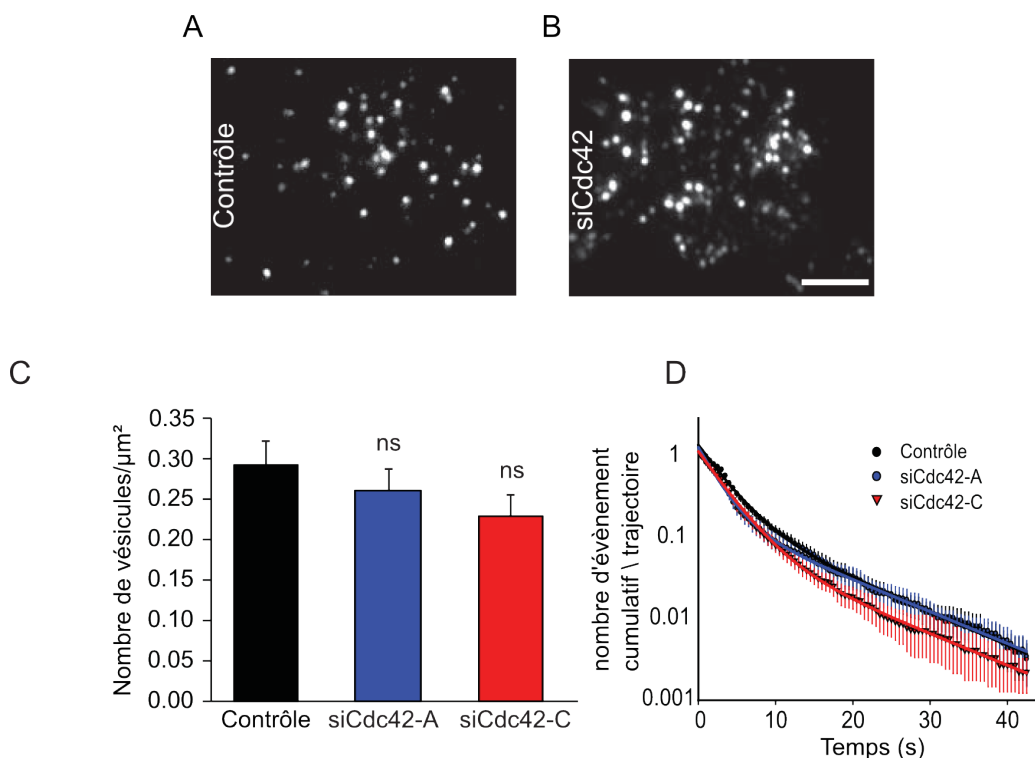 A
B
Contrôle
siCdc42
C
D
Nombre de vésicules/µm²
0.35
0.30
0.25
0.20
0.15
0.10
0.05
0.00
ns
ns
Contrôle
siCdc42-A
siCdc42-C
nombre d'évènement
cumulatif \ trajectoire
1
0.1
0.01
0.001
Contrôle
siCdc42-A
siCdc42-C
0
10
20
30
40
Temps (s)